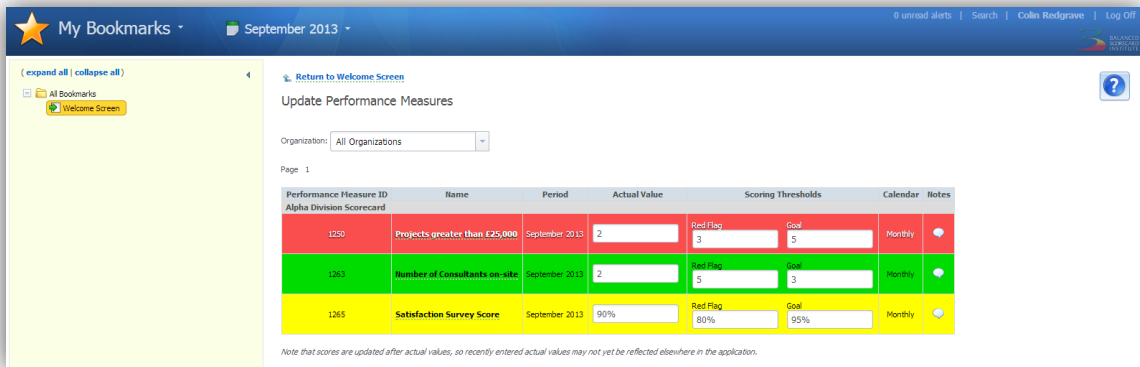 My Bookmarks
September 2013
0 unread alerts | Search | Colin Redgrave | Log Off
BALANCED
SCORECARD
INSTITUTE
(expand all | collapse all)
All Bookmarks
Welcome Screen
Return to Welcome Screen
Update Performance Measures
Organization: All Organizations
Page 1
Performance Measure ID Name Period Actual Value Scoring Thresholds Calendar Notes
Alpha Division Scorecard
Red Flag Goal
1250 Projects greater than £25,000 September 2013 2 3 5 Monthly
Red Flag Goal
1263 Number of Consultants on-site September 2013 2 5 3 Monthly
Red Flag Goal
1265 Satisfaction Survey Score September 2013 90% 80% 95% Monthly
Note that scores are updated after actual values, so recently entered actual values may not yet be reflected elsewhere in the application.